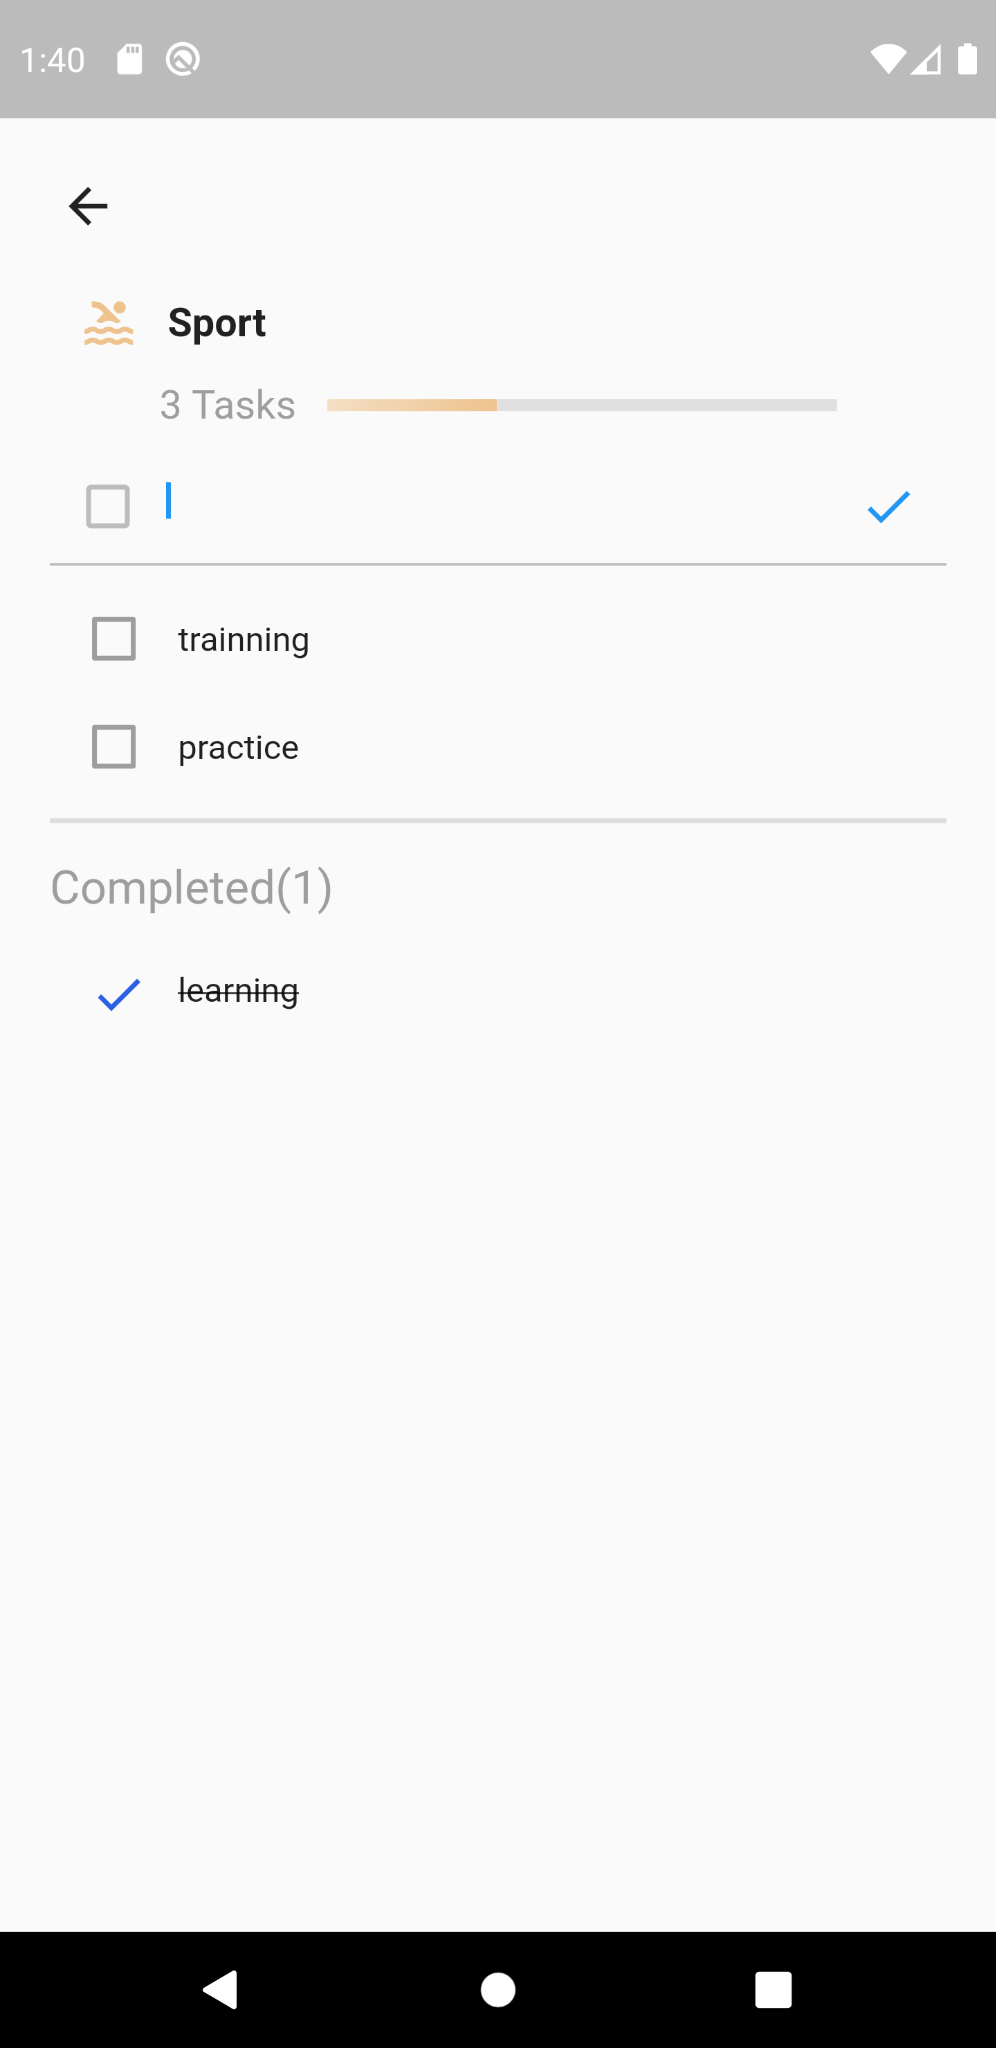 1:40
Sport
3 Tasks
trainning
practice
Completed(1)
learning